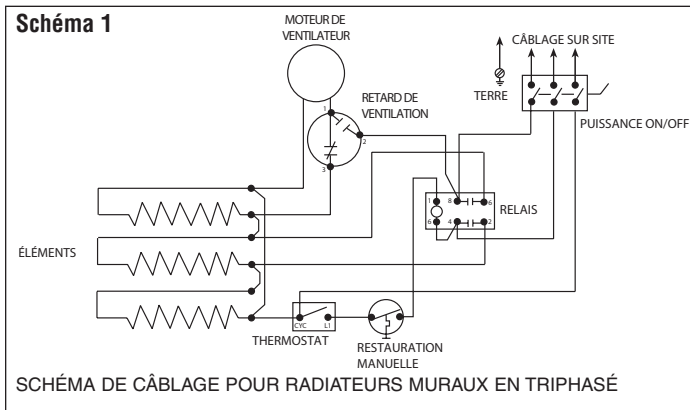 Schéma 1
MOTEUR DE
VENTILATEUR
CÂBLAGE SUR SITE
TERRE
PUISSANCE ON/OFF
RETARD DE
VENTILATION
1
2
3
1
8
6
6
4
2
RELAIS
ÉLÉMENTS
CYC
L1
THERMOSTAT
RESTAURATION
MANUELLE
SCHÉMA DE CÂBLAGE POUR RADIATEURS MURAUX EN TRIPHASÉ